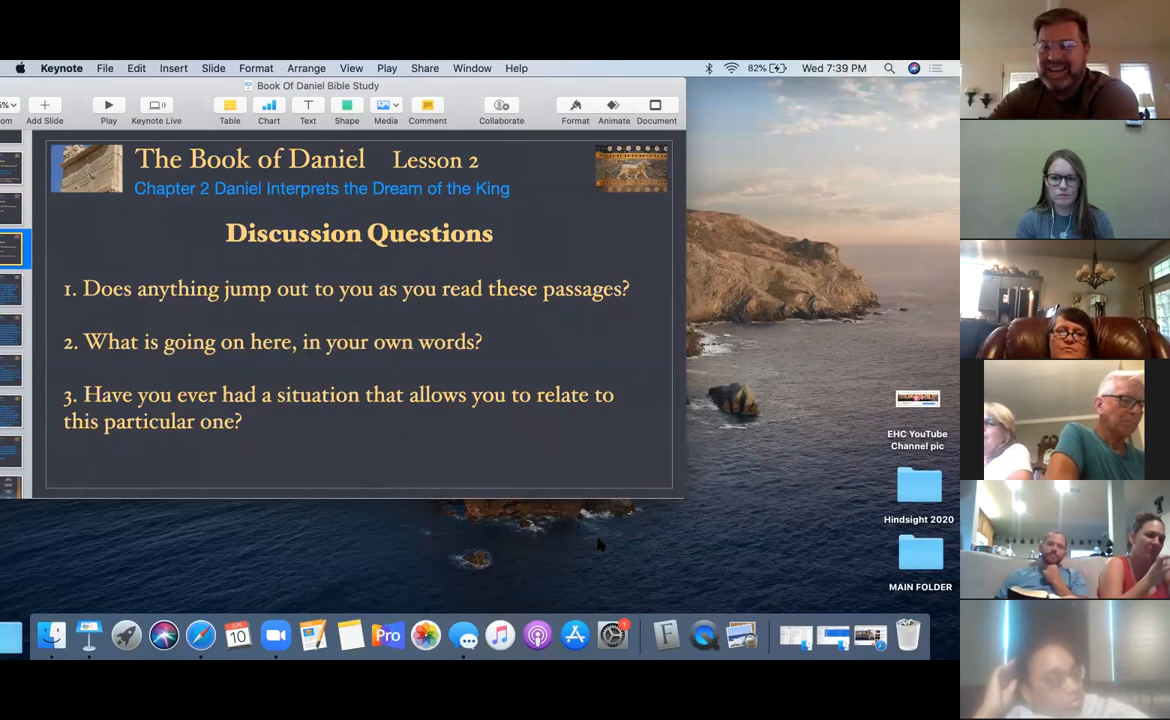 Keynote File Edit Insert Slide Format Arrange View Play Share Window Help 82% Wed 7:39 PM
Book Of Daniel Bible Study
Add Slide Play Keynote Live Table Chart Text Shape Media Comment Collaborate Format Animate Document
The Book of Daniel Lesson 2
Chapter 2 Daniel Interprets the Dream of the King
Discussion Questions
1. Does anything jump out to you as you read these passages?
2. What is going on here, in your own words?
3. Have you ever had a situation that allows you to relate to
this particular one?
EHC YouTube
Channel pic
Hindsight 2020
MAIN FOLDER
JUN
10
Pro
1
F